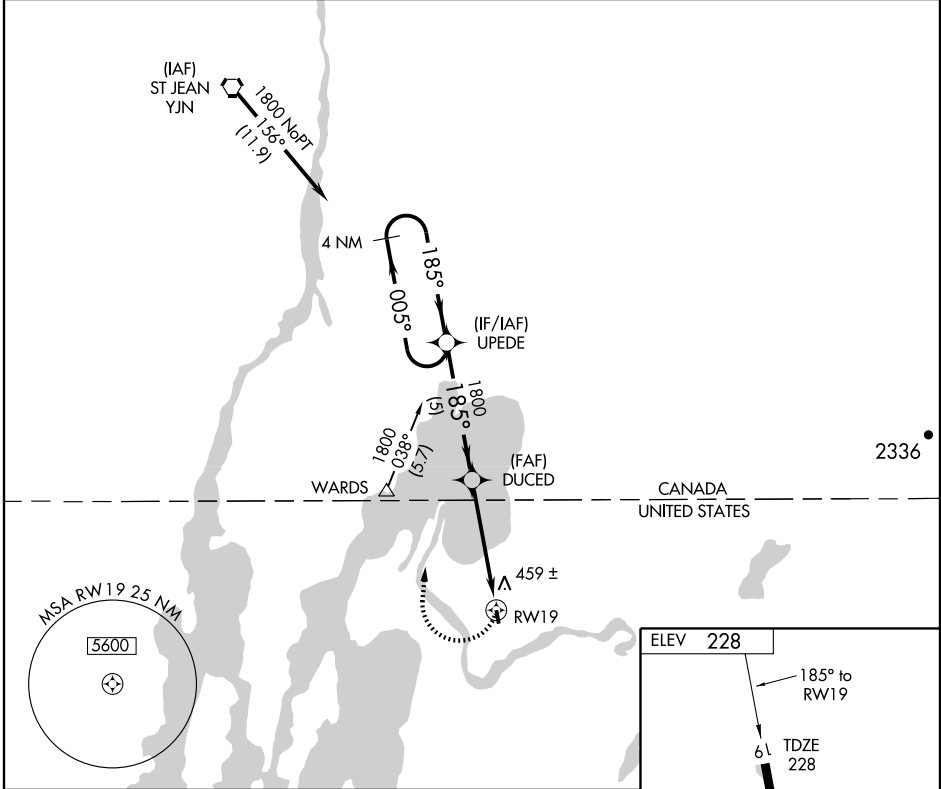 (IAF)
ST JEAN
YJN
1800 NoPT
156°
(11.9)
4 NM
185°
005°
(IF/IAF)
UPEDE
1800
185°
(5)
1800
038°
(5.7)
2336
(FAF)
DUCED
WARDS
CANADA
UNITED STATES
459 ±
RW19
MSA RW19 25 NM
5600
ELEV 228
185° to
RW19
19
TDZE
228